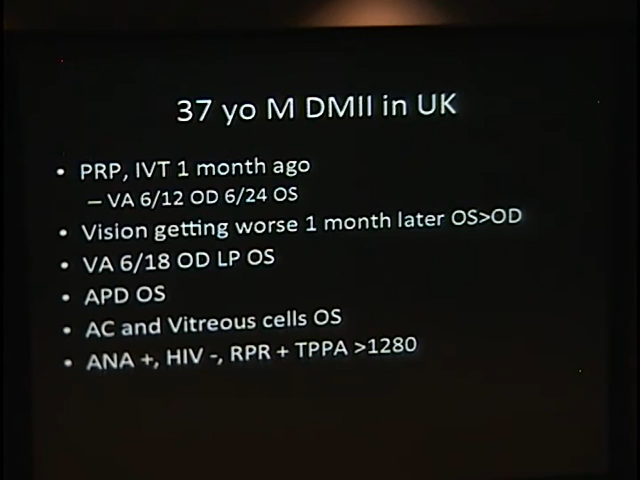 37 yo M DMII in UK
• PRP, IVT 1 month ago
– VA 6/12 OD 6/24 OS
• Vision getting worse 1 month later OS>OD
• VA 6/18 OD LP OS
• APD OS
• AC and Vitreous cells OS
• ANA +, HIV -, RPR + TPPA >1280